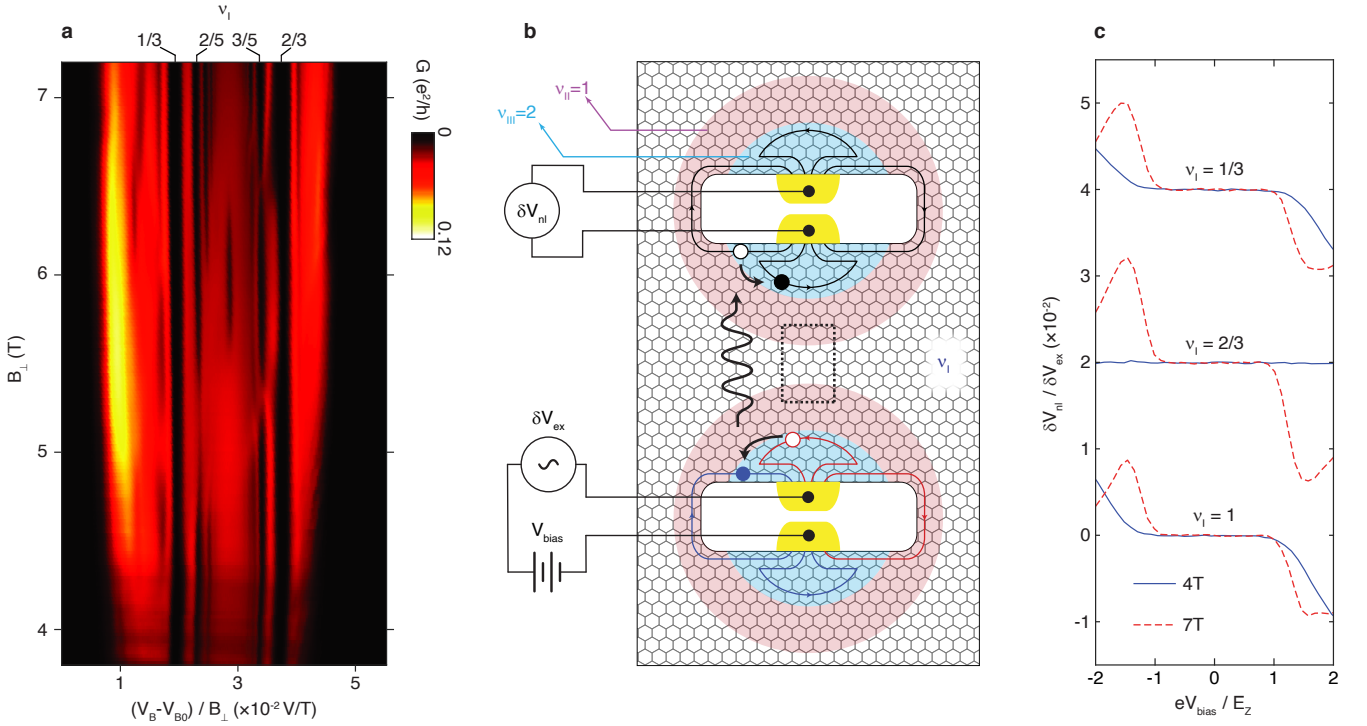 a
ν_I
1/3 2/5 3/5 2/3
7
6
5
4
B⊥ (T)
1 3 5
(V_B-V_B0) / B⊥ (×10⁻² V/T)
G (e²/h)
0
0.12
b
ν_II=1
ν_III=2
δV_nl
ν_I
δV_ex
V_bias
c
5
4
3
2
1
0
-1
δV_nl / δV_ex (×10⁻²)
ν_I = 1/3
ν_I = 2/3
ν_I = 1
4T
7T
-2 -1 0 1 2
eV_bias / E_Z